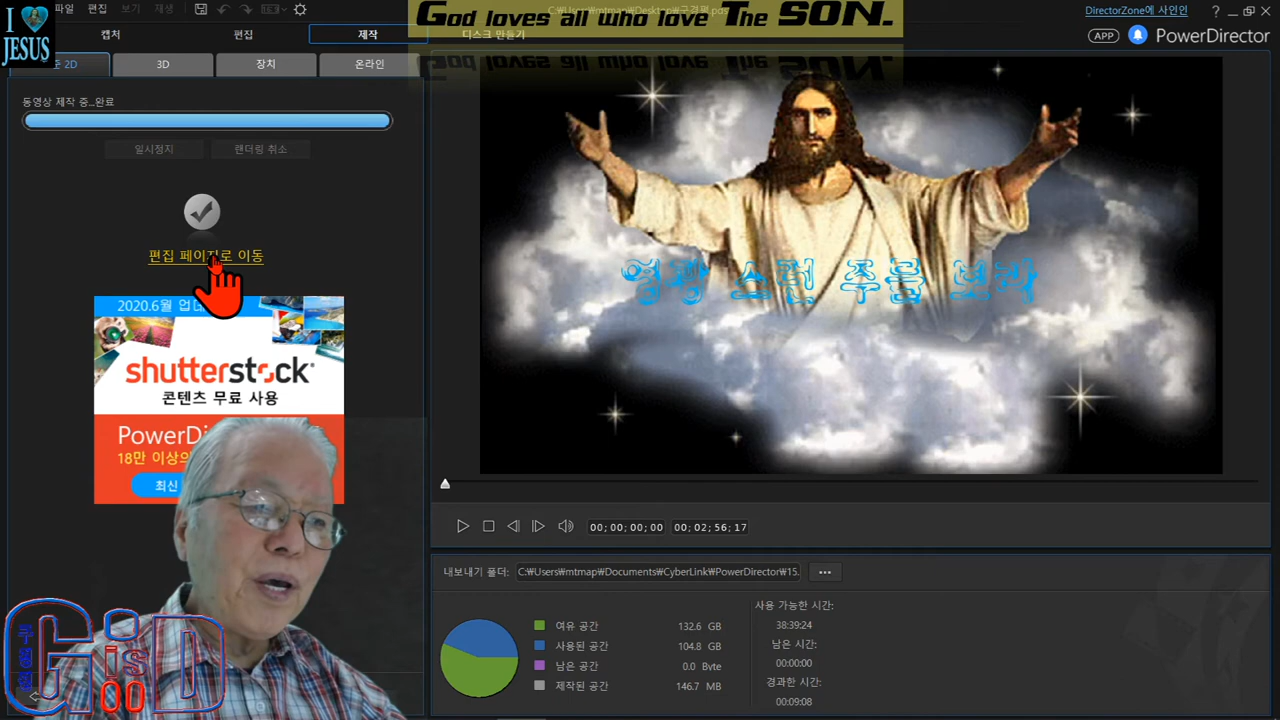 I
JESUS
파일 편집 보기 재생
God loves all who love The SON.
DirectorZone에 사인인
?
캡처
편집
제작
디스크 만들기
APP
PowerDirector
준 2D
3D
장치
온라인
동영상 제작 중...완료
일시정지
랜더링 취소
편집 페이지로 이동
2020.6월
shutterstock
콘텐츠 무료 사용
PowerDi
18만 이상의
최신
영광 스런 주를 보라
00;00;00;00
00;02;56;17
내보내기 폴더:
C:₩Users₩mtmap₩Documents₩CyberLink₩PowerDirector₩15.
...
여유 공간 132.6 GB
사용된 공간 104.8 GB
남은 공간 0.0 Byte
제작된 공간 146.7 MB
사용 가능한 시간:
38:39:24
남은 시간:
00:00:00
경과한 시간:
00:09:08
GisD
00